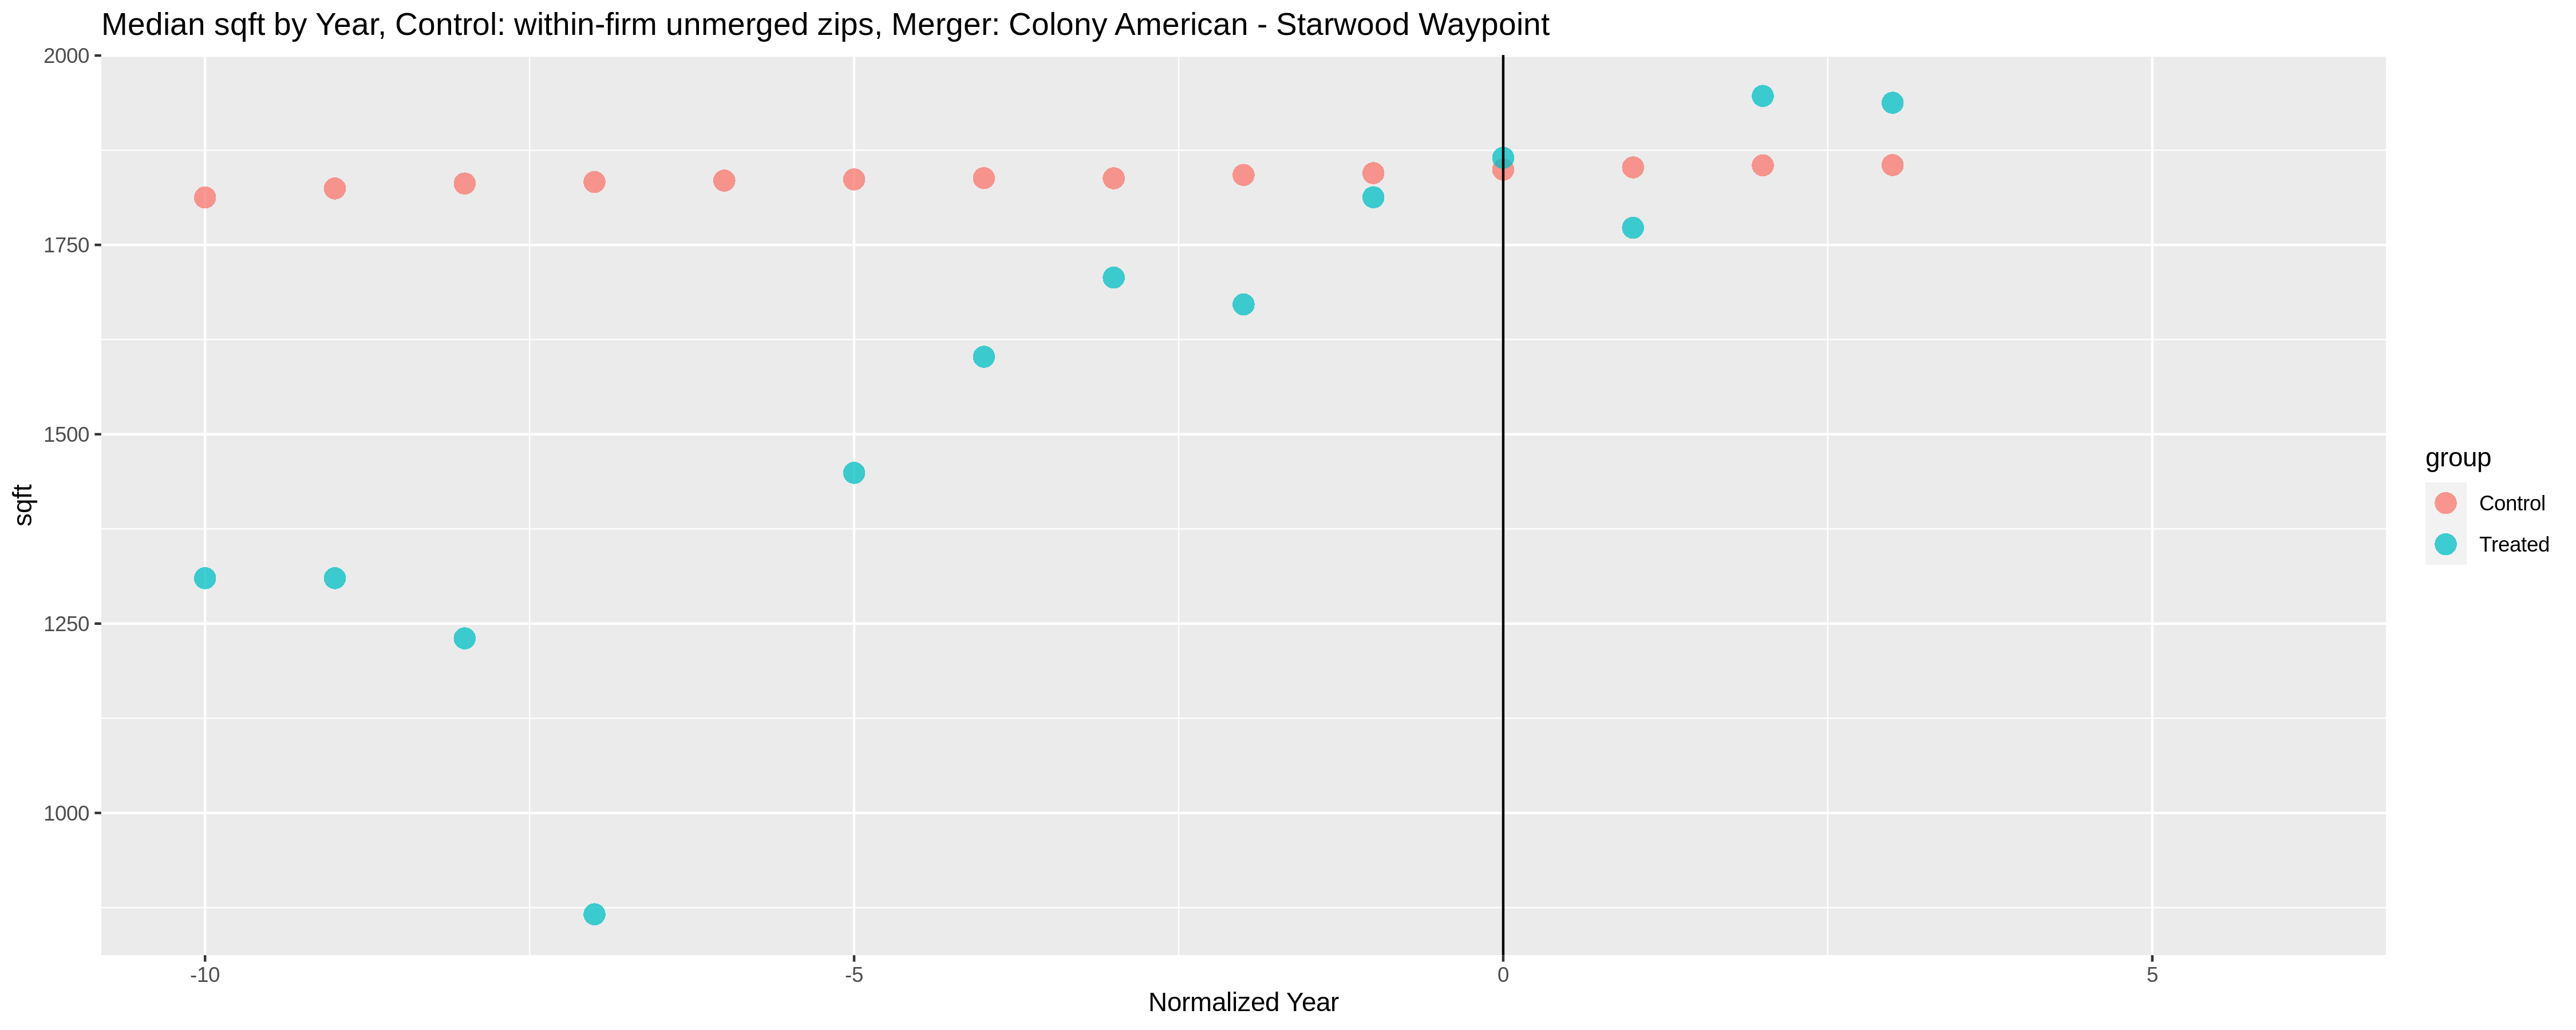 Median sqft by Year, Control: within-firm unmerged zips, Merger: Colony American - Starwood Waypoint
2000
1750
1500
1250
1000
sqft
-10
-5
0
5
Normalized Year
group
Control
Treated